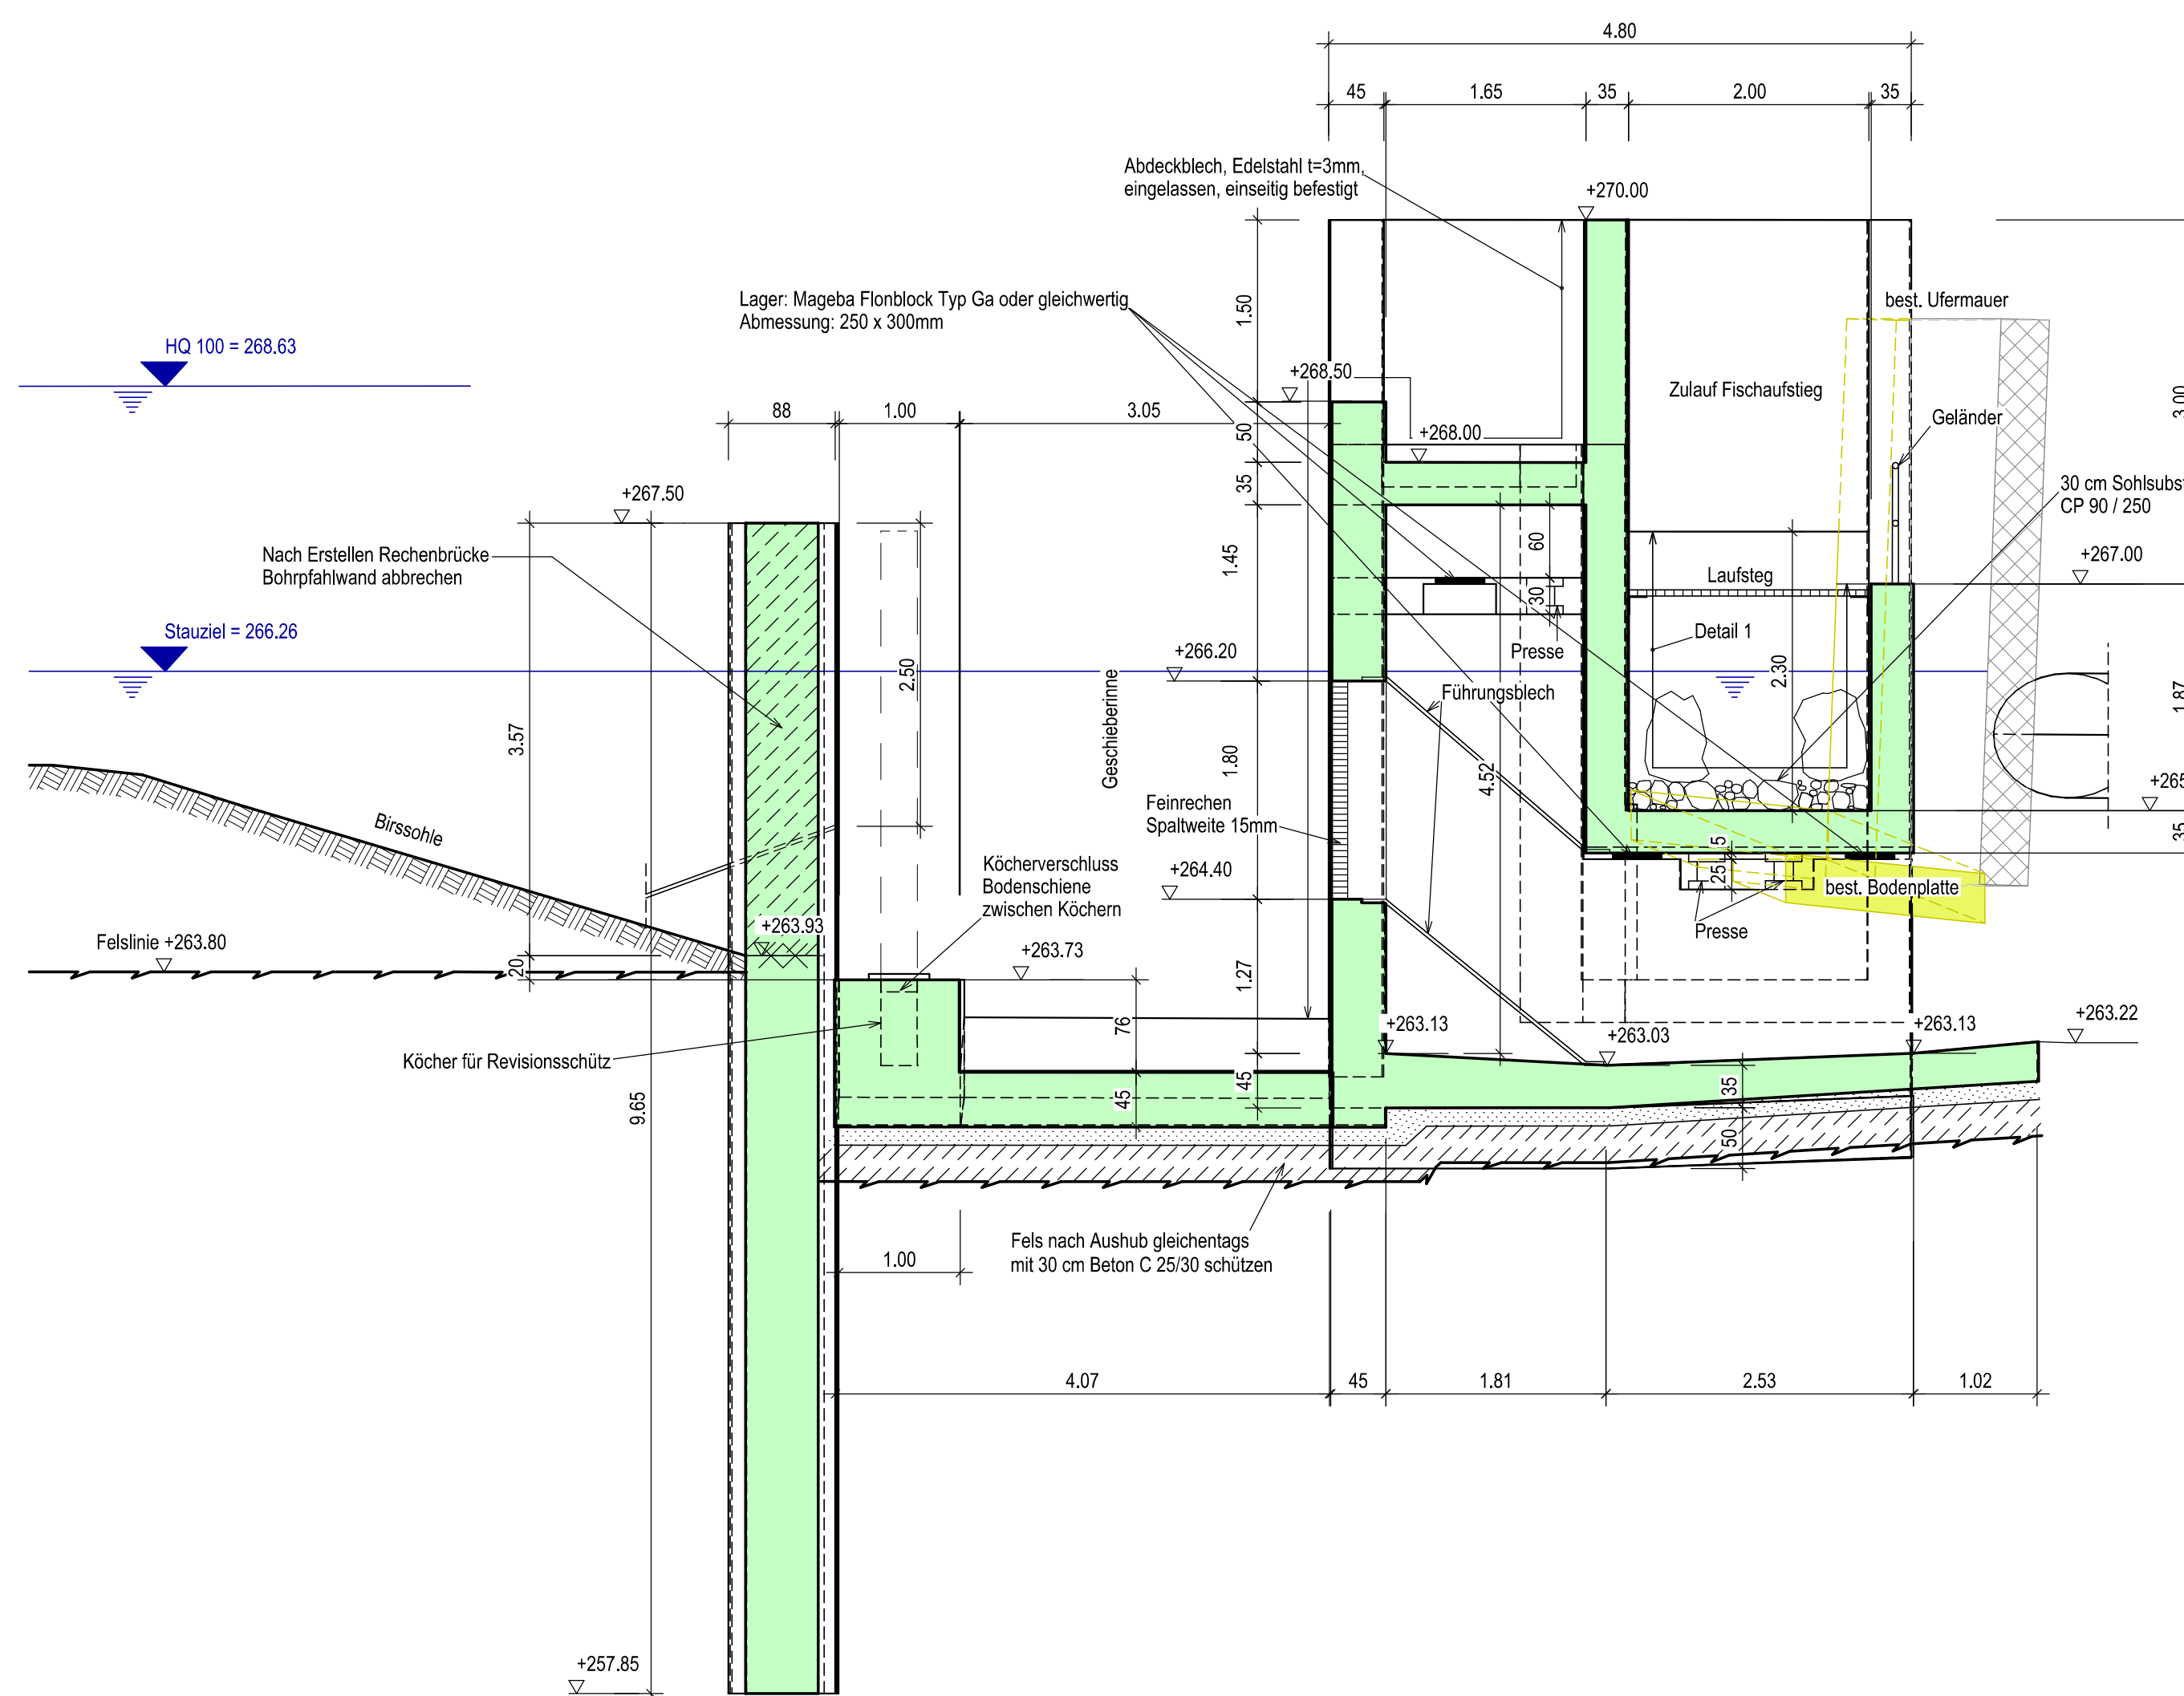 4.80
45
1.65
35
2.00
35
Abdeckblech, Edelstahl t=3mm,
eingelassen, einseitig befestigt
+270.00
Lager: Mageba Flonblock Typ Ga oder gleichwertig
Abmessung: 250 x 300mm
best. Ufermauer
1.50
HQ 100 = 268.63
+268.50
Zulauf Fischaufstieg
3.00
88
1.00
3.05
Geländer
50
+268.00
35
30 cm Sohlsubst
CP 90 / 250
+267.50
Nach Erstellen Rechenbrücke
Bohrpfahlwand abbrechen
60
1.45
+267.00
Laufsteg
30
Stauziel = 266.26
Detail 1
Presse
+266.20
2.50
2.30
Geschieberinne
Führungsblech
1.87
3.57
1.80
4.52
Feinrechen
Spaltweite 15mm
+265
Birssohle
35
5
Köcherverschluss
Bodenschiene
zwischen Köchern
+264.40
25
best. Bodenplatte
+263.93
Presse
Felslinie +263.80
20
+263.73
1.27
+263.13
+263.03
+263.13
+263.22
76
Köcher für Revisionsschütz
45
45
35
9.65
50
Fels nach Aushub gleichentags
mit 30 cm Beton C 25/30 schützen
1.00
4.07
45
1.81
2.53
1.02
+257.85